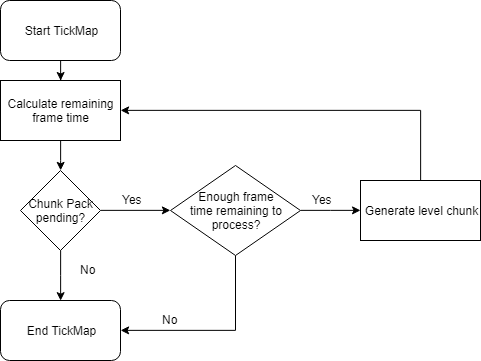 Start TickMap
Calculate remaining
frame time
Chunk Pack
pending?
Yes
Enough frame
time remaining to
process?
Yes
Generate level chunk
No
No
End TickMap